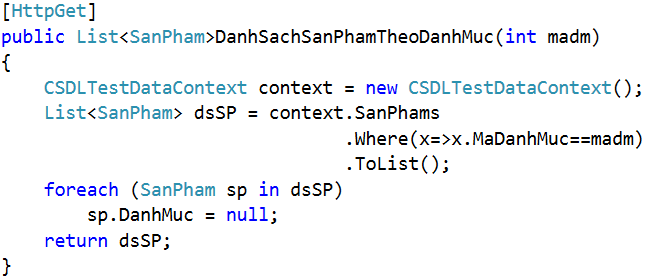 [HttpGet]
public List<SanPham>DanhSachSanPhamTheoDanhMuc(int madm)
{
    CSDLTestDataContext context = new CSDLTestDataContext();
    List<SanPham> dsSP = context.SanPhams
                                .Where(x=>x.MaDanhMuc==madm)
                                .ToList();
    foreach (SanPham sp in dsSP)
        sp.DanhMuc = null;
    return dsSP;
}